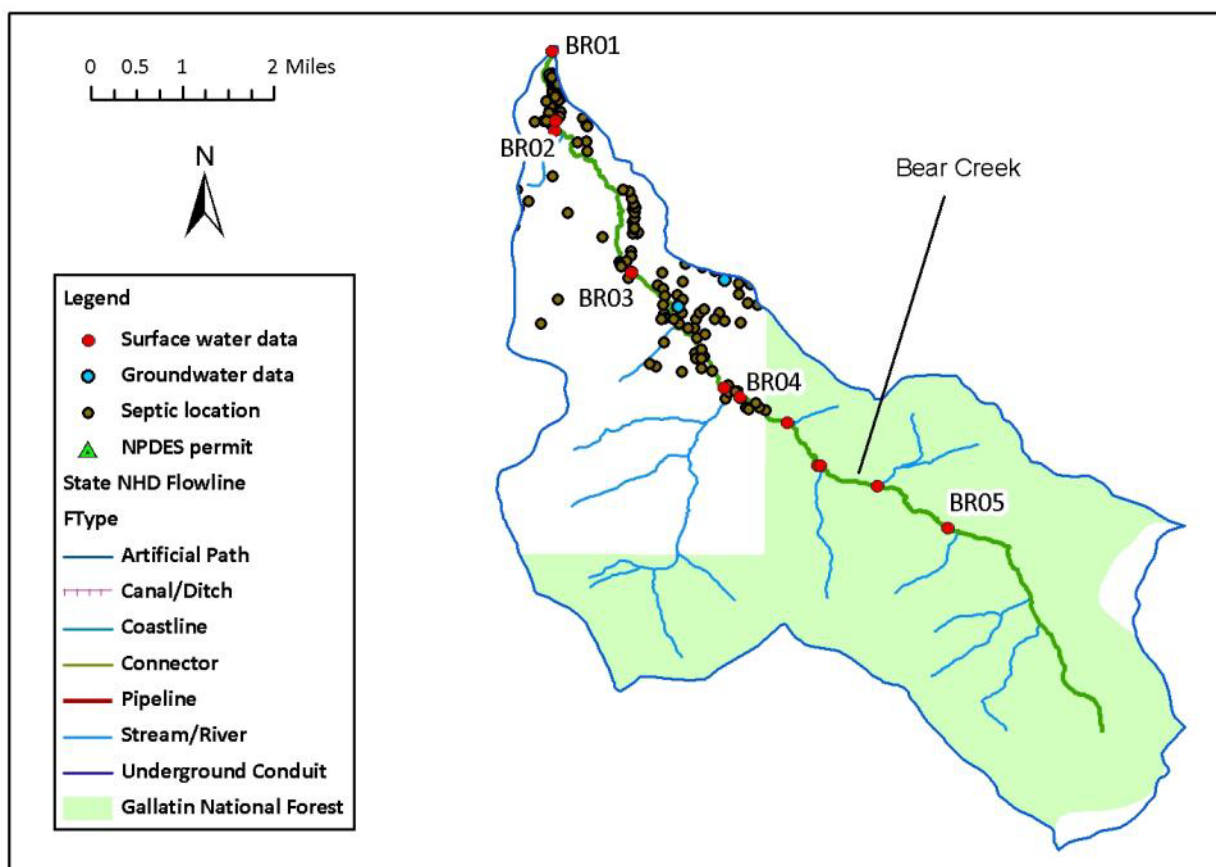 0 0.5 1 2 Miles
N
BR01
BR02
Bear Creek
BR03
BR04
BR05
Legend
Surface water data
Groundwater data
Septic location
NPDES permit
State NHD Flowline
FType
Artificial Path
Canal/Ditch
Coastline
Connector
Pipeline
Stream/River
Underground Conduit
Gallatin National Forest